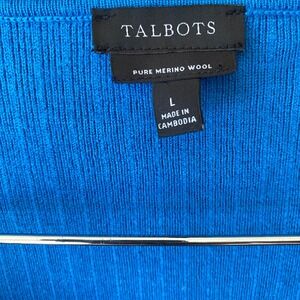 TALBOTS
PURE MERINO WOOL
L
MADE IN
CAMBODIA